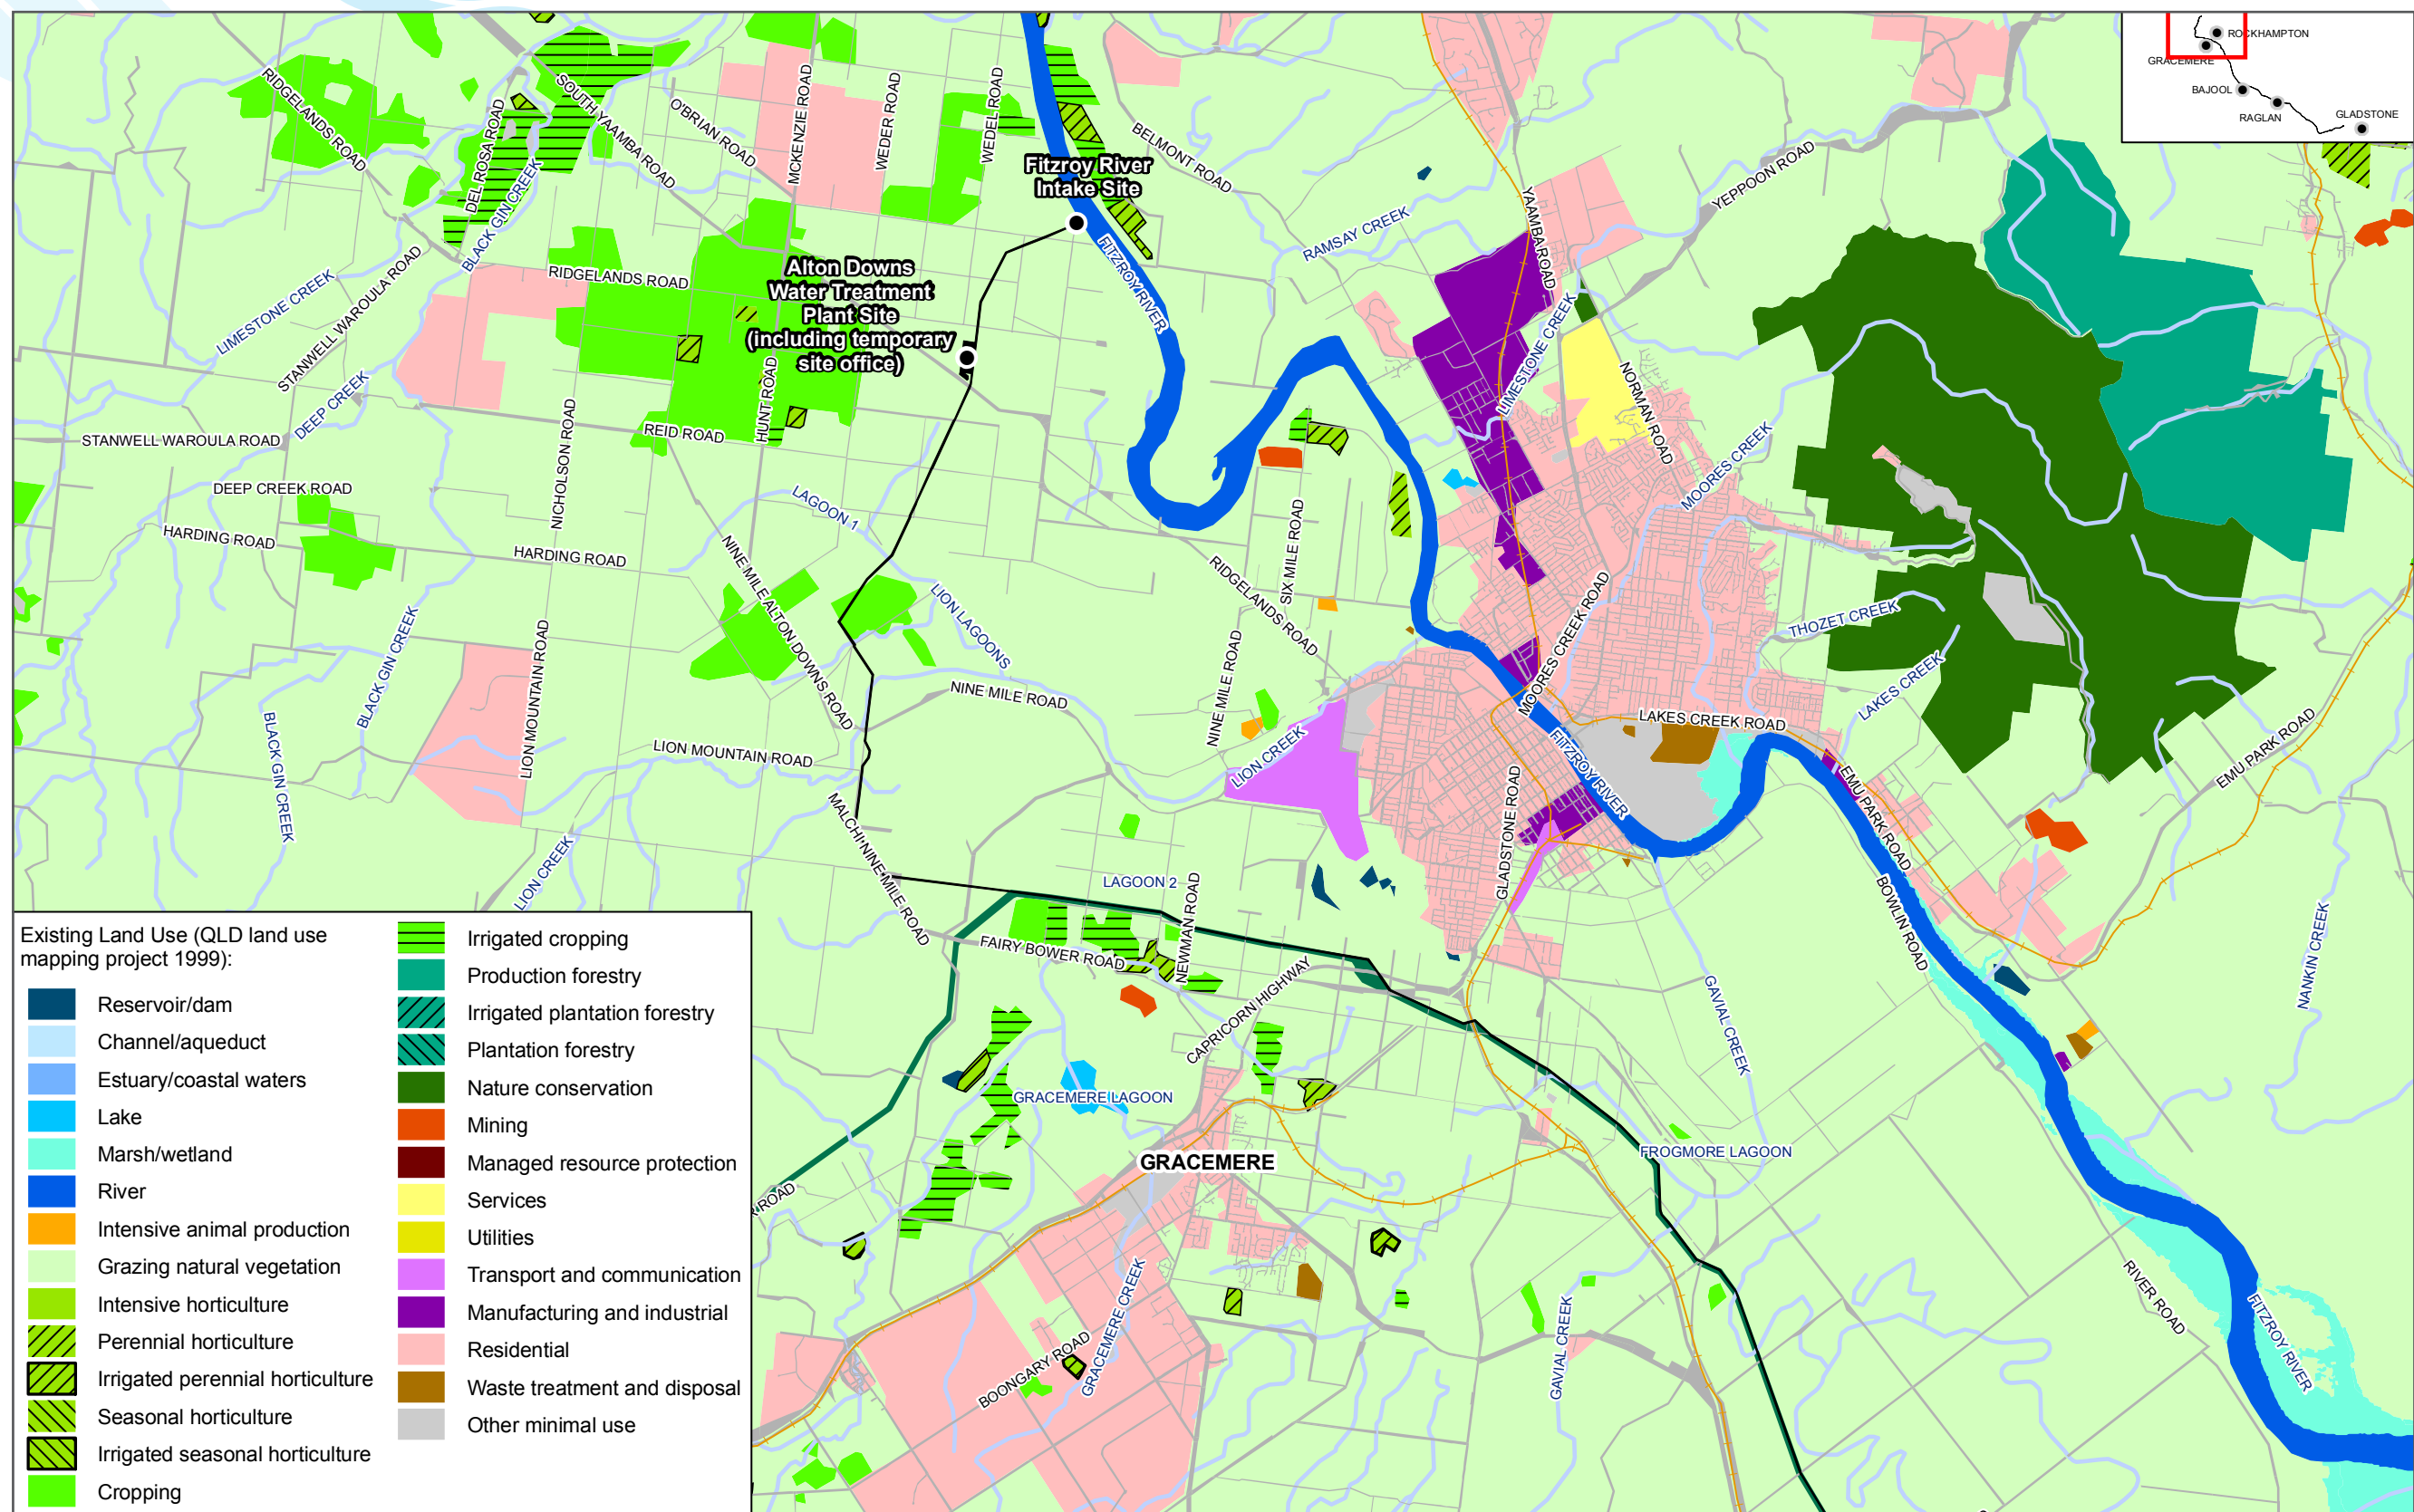 ROCKHAMPTON
GRACEMERE
BAJOOL
RAGLAN
GLADSTONE
RIDGELANDS ROAD
SOUTH YAAMBA ROAD
DEL ROSA ROAD
BLACK GIN CREEK
O'BRIAN ROAD
MCKENZIE ROAD
WEDER ROAD
WEDEL ROAD
BELMONT ROAD
Fitzroy River
Intake Site
FITZROY RIVER
RAMSAY CREEK
YAAMBA ROAD
YEPPOON ROAD
LIMESTONE CREEK
STANWELL WAROULA ROAD
RIDGELANDS ROAD
Alton Downs
Water Treatment
Plant Site
(including temporary
site office)
HUNT ROAD
LIMESTONE CREEK
NORMAN ROAD
MOORES CREEK
DEEP CREEK
STANWELL WAROULA ROAD
NICHOLSON ROAD
REID ROAD
DEEP CREEK ROAD
HARDING ROAD
HARDING ROAD
LAGOON 1
NINE MILE ALTON DOWNS ROAD
LION LAGOONS
RIDGELANDS ROAD
SIX MILE ROAD
NINE MILE ROAD
MOORES CREEK ROAD
THOZET CREEK
LAKES CREEK
BLACK GIN CREEK
LION MOUNTAIN ROAD
BLACK GIN CREEK
NINE MILE ROAD
LION MOUNTAIN ROAD
LION CREEK
LAKES CREEK ROAD
FITZROY RIVER
EMU PARK ROAD
EMU PARK ROAD
GLADSTONE ROAD
MALCHI-NINE MILE ROAD
LION CREEK
LAGOON 2
NEWMAN ROAD
FAIRY BOWER ROAD
CAPRICORN HIGHWAY
BOWLIN ROAD
GAVIAL CREEK
NANKIN CREEK
GRACEMERE LAGOON
GRACEMERE
FROGMORE LAGOON
ROAD
GRACEMERE CREEK
BOONGARY ROAD
GAVIAL CREEK
RIVER ROAD
FITZROY RIVER
Existing Land Use (QLD land use
mapping project 1999):
Reservoir/dam
Channel/aqueduct
Estuary/coastal waters
Lake
Marsh/wetland
River
Intensive animal production
Grazing natural vegetation
Intensive horticulture
Perennial horticulture
Irrigated perennial horticulture
Seasonal horticulture
Irrigated seasonal horticulture
Cropping
Irrigated cropping
Production forestry
Irrigated plantation forestry
Plantation forestry
Nature conservation
Mining
Managed resource protection
Services
Utilities
Transport and communication
Manufacturing and industrial
Residential
Waste treatment and disposal
Other minimal use